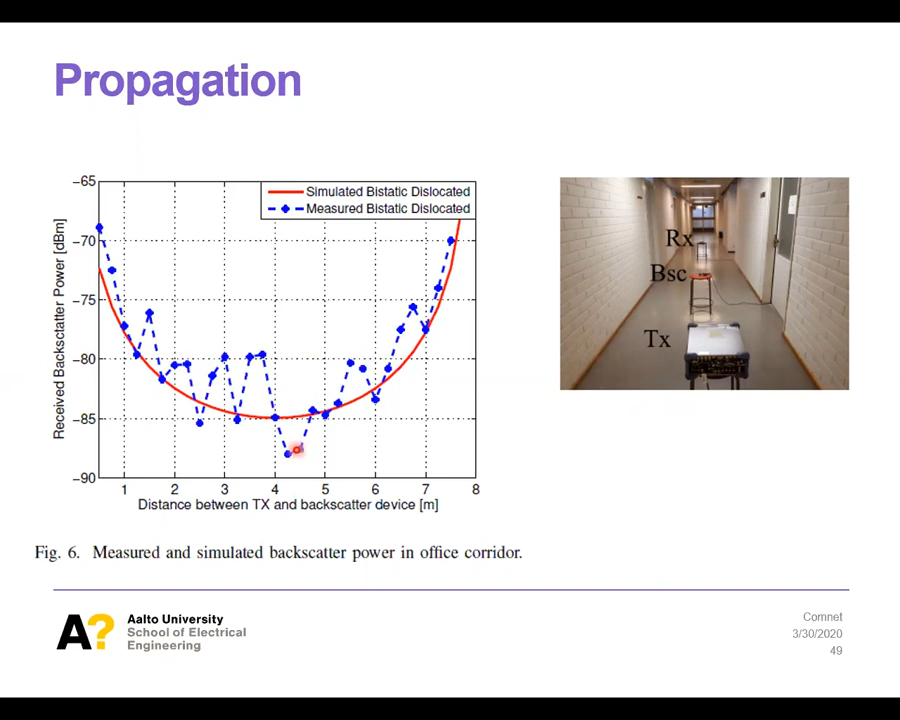 Propagation
Simulated Bistatic Dislocated
Measured Bistatic Dislocated
Received Backsctatter Power [dBm]
−65
−70
−75
−80
−85
−90
1 2 3 4 5 6 7 8
Distance between TX and backscatter device [m]
Rx
Bsc
Tx
Fig. 6. Measured and simulated backscatter power in office corridor.
A?
Aalto University
School of Electrical
Engineering
Comnet
3/30/2020
49